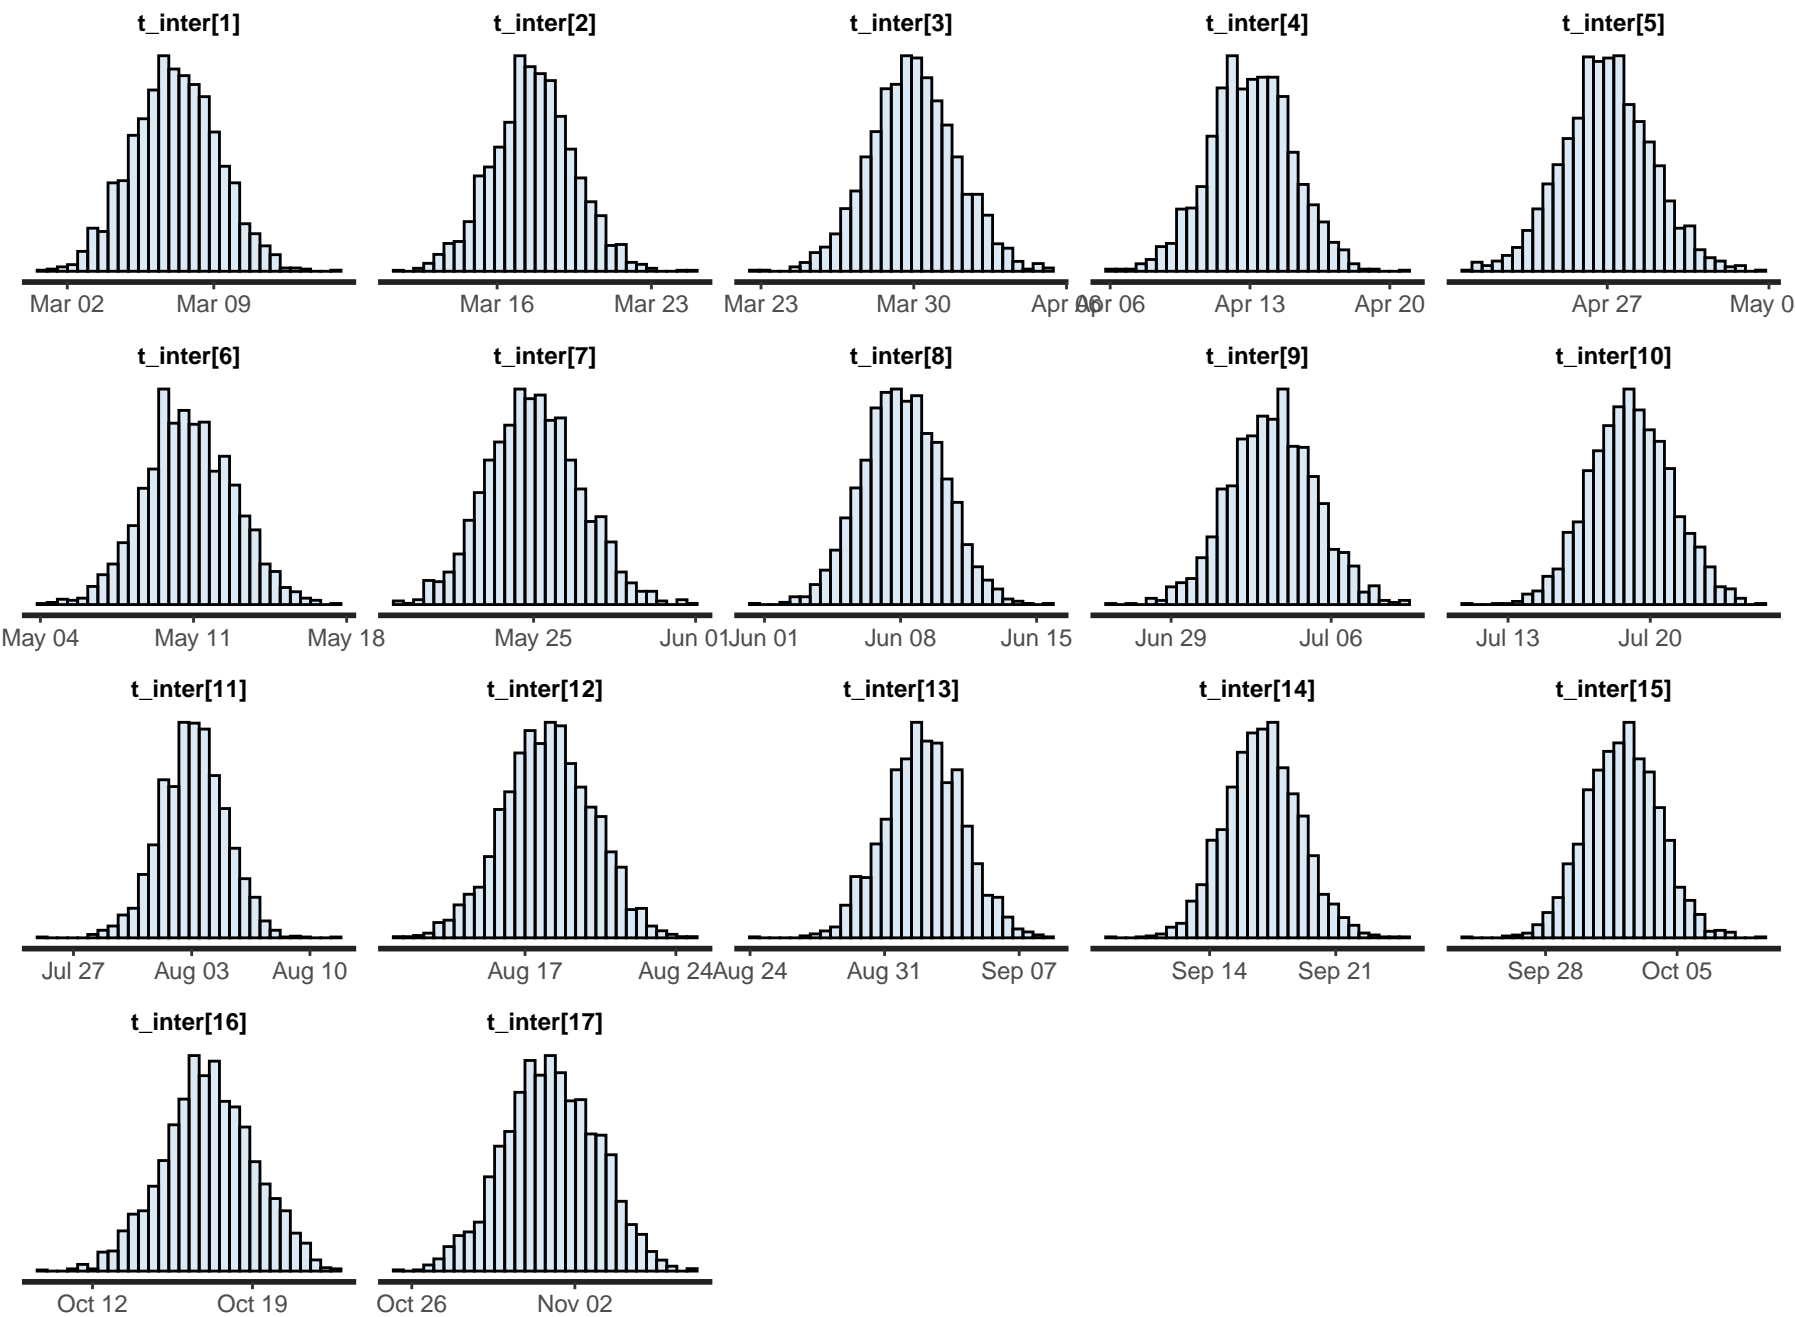 t_inter[1] t_inter[2] t_inter[3] t_inter[4] t_inter[5]
Mar 02 Mar 09 Mar 16 Mar 23 Mar 23 Mar 30 Apr 06 Apr 06 Apr 13 Apr 20 Apr 27 May 0
t_inter[6] t_inter[7] t_inter[8] t_inter[9] t_inter[10]
May 04 May 11 May 18 May 25 Jun 01 Jun 01 Jun 08 Jun 15 Jun 29 Jul 06 Jul 13 Jul 20
t_inter[11] t_inter[12] t_inter[13] t_inter[14] t_inter[15]
Jul 27 Aug 03 Aug 10 Aug 17 Aug 24 Aug 24 Aug 31 Sep 07 Sep 14 Sep 21 Sep 28 Oct 05
t_inter[16] t_inter[17]
Oct 12 Oct 19 Oct 26 Nov 02